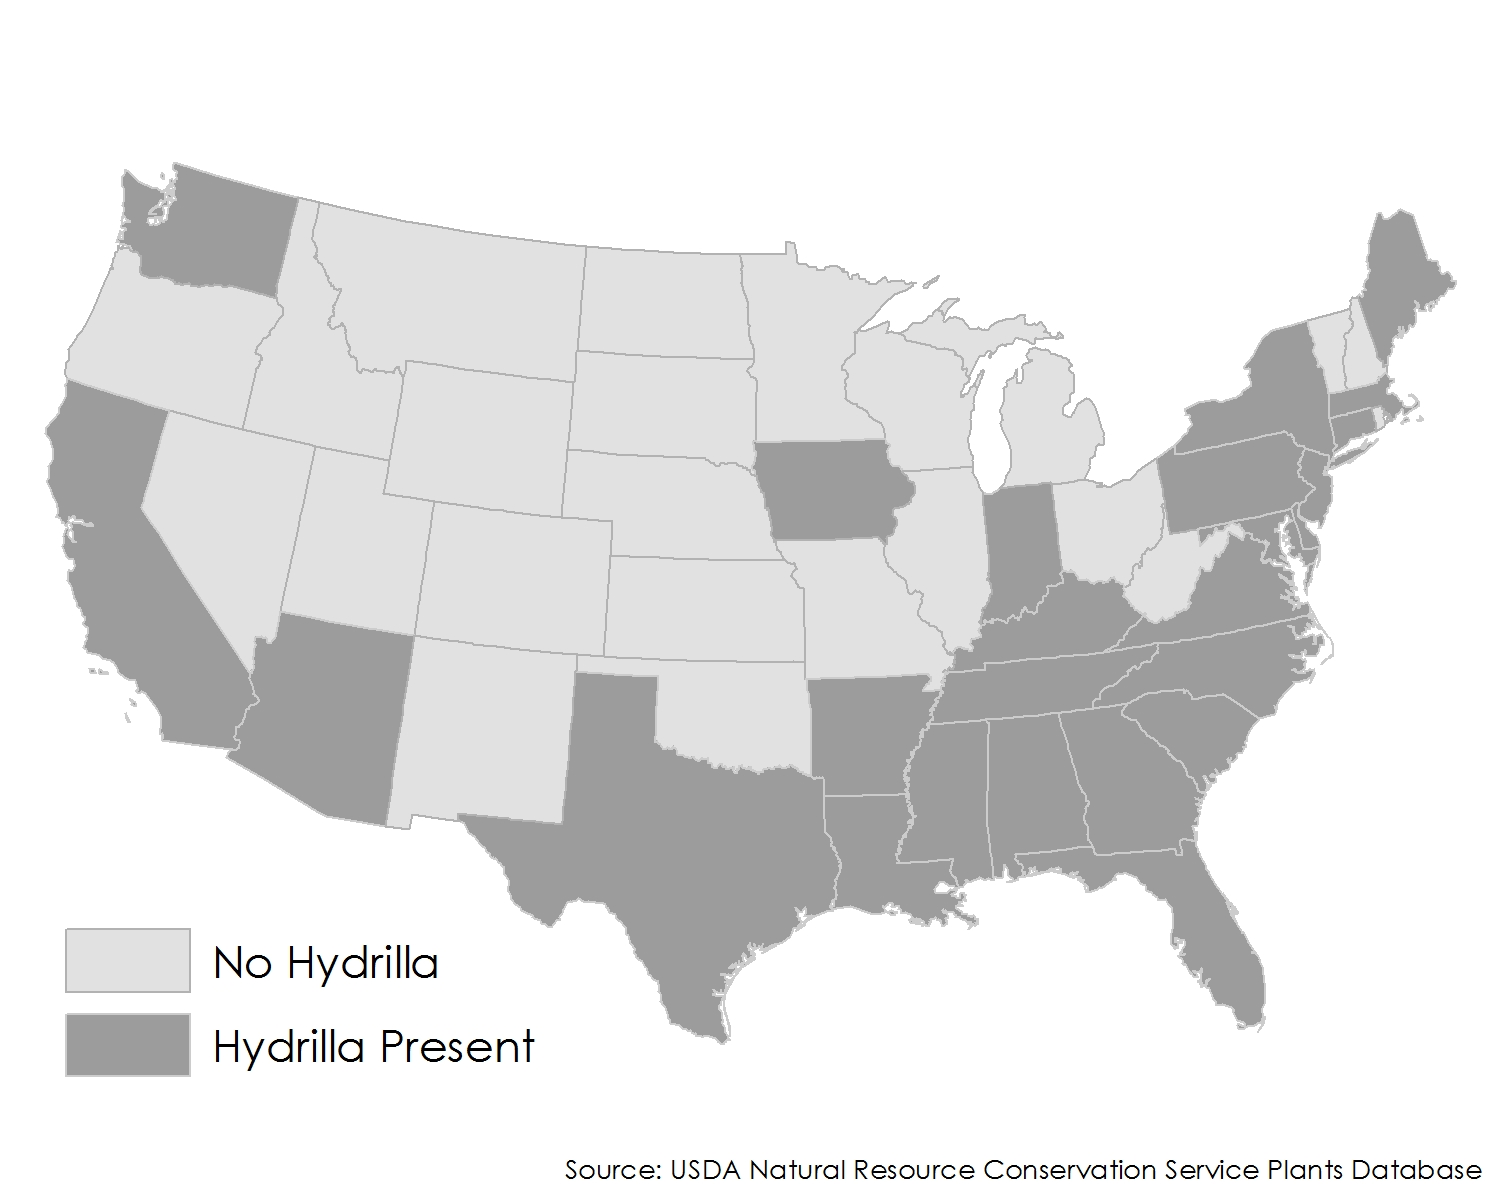 No Hydrilla
Hydrilla Present
Source: USDA Natural Resource Conservation Service Plants Database